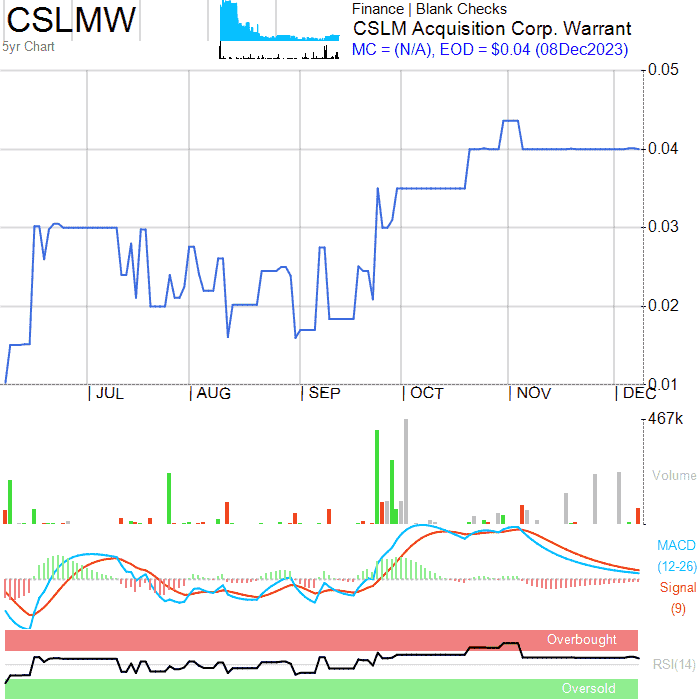 CSLMW
5yr Chart
Finance | Blank Checks
CSLM Acquisition Corp. Warrant
MC = (N/A), EOD = $0.04 (08Dec2023)
0.05
0.04
0.03
0.02
0.01
JUL
AUG
SEP
OCT
NOV
DEC
467k
Volume
MACD
(12-26)
Signal
(9)
Overbought
RSI(14)
Oversold